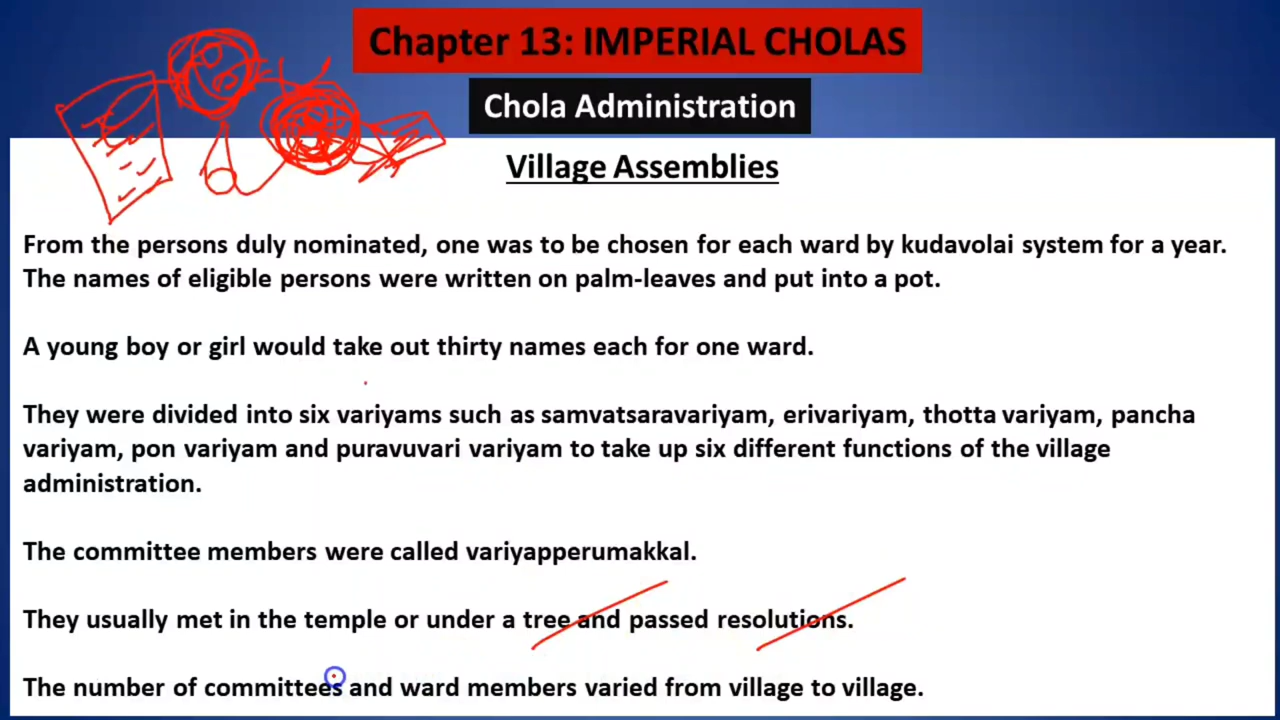 Chapter 13: IMPERIAL CHOLAS
Chola Administration
Village Assemblies
From the persons duly nominated, one was to be chosen for each ward by kudavolai system for a year.
The names of eligible persons were written on palm-leaves and put into a pot.
A young boy or girl would take out thirty names each for one ward.
They were divided into six variyams such as samvatsaravariyam, erivariyam, thotta variyam, pancha
variyam, pon variyam and puravuvari variyam to take up six different functions of the village
administration.
The committee members were called variyapperumakkal.
They usually met in the temple or under a tree and passed resolutions.
The number of committees and ward members varied from village to village.